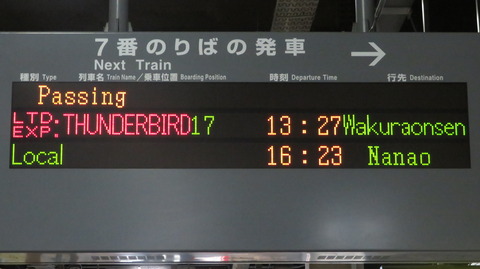 7番のりばの発車 →
Next Train
種別 Type 列車名 Train Name／乗車位置 Boarding Position 時刻 Departure Time 行先 Destination
Passing
LTD. EXP. THUNDERBIRD17 13:27 Wakuraonsen
Local 16:23 Nanao